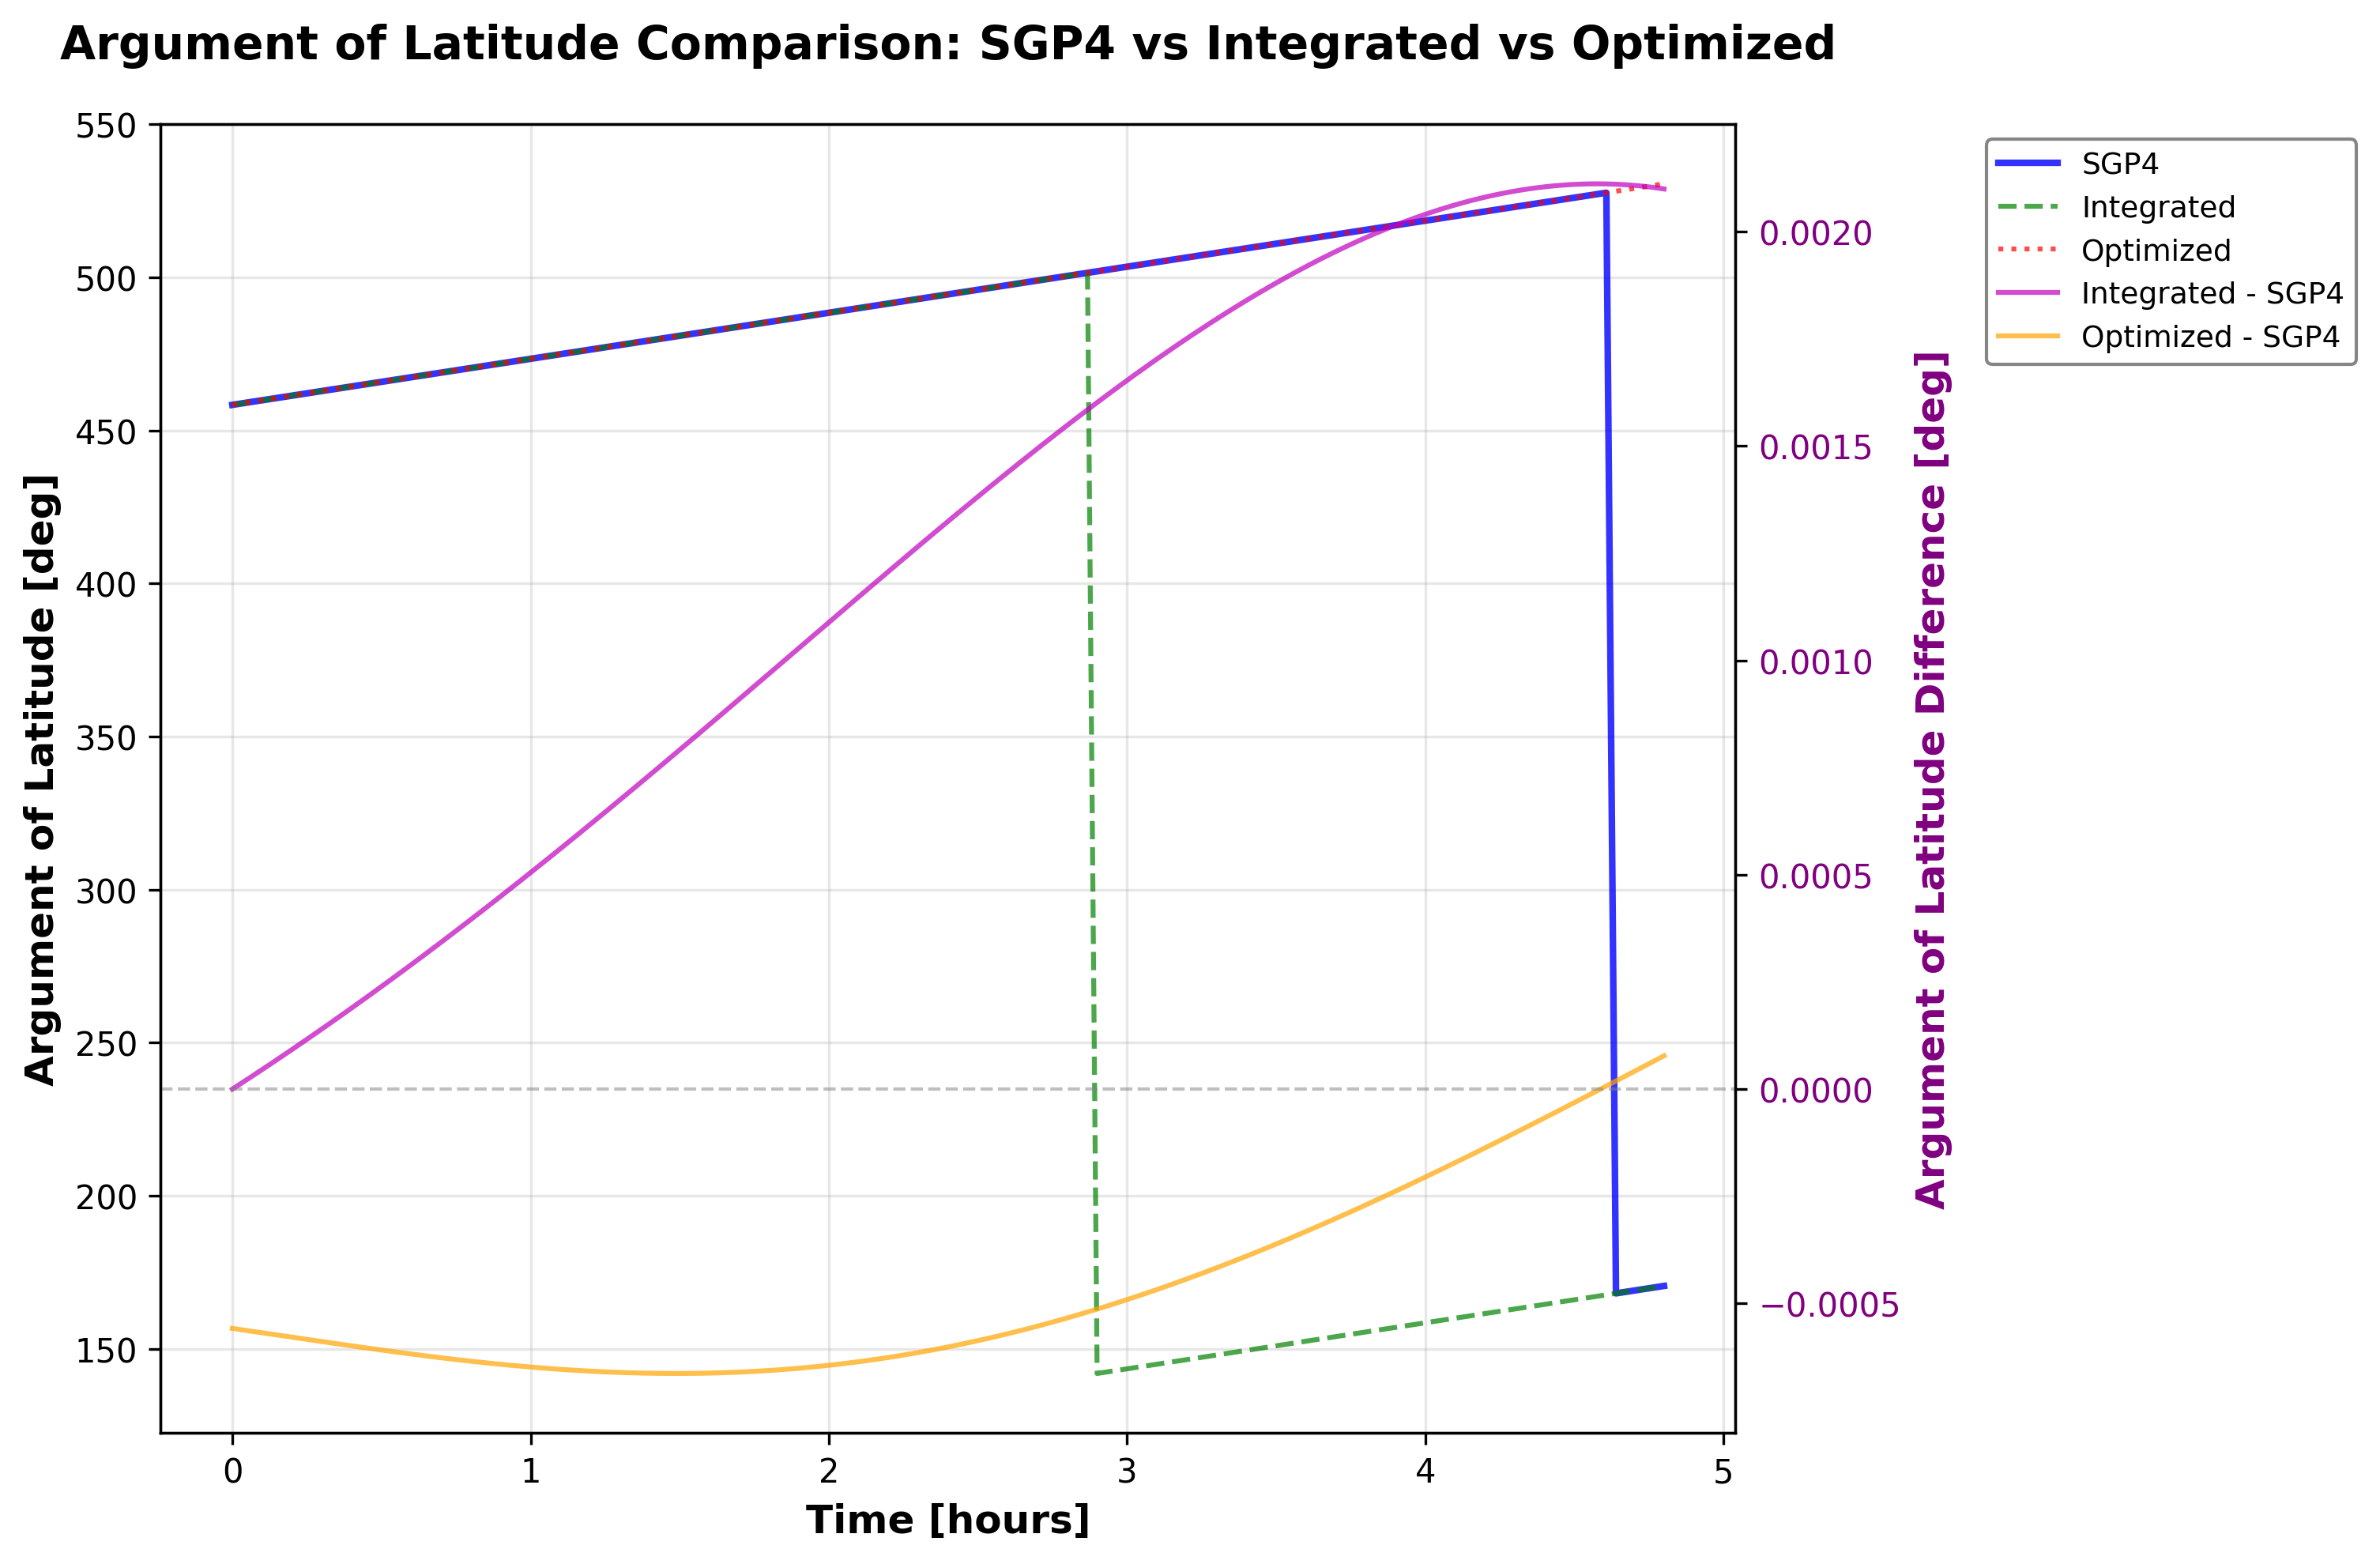 Argument of Latitude Comparison: SGP4 vs Integrated vs Optimized
Argument of Latitude [deg]
550
500
450
400
350
300
250
200
150
0
1
2
3
4
5
Time [hours]
0.0020
0.0015
0.0010
0.0005
0.0000
−0.0005
Argument of Latitude Difference [deg]
SGP4
Integrated
Optimized
Integrated - SGP4
Optimized - SGP4